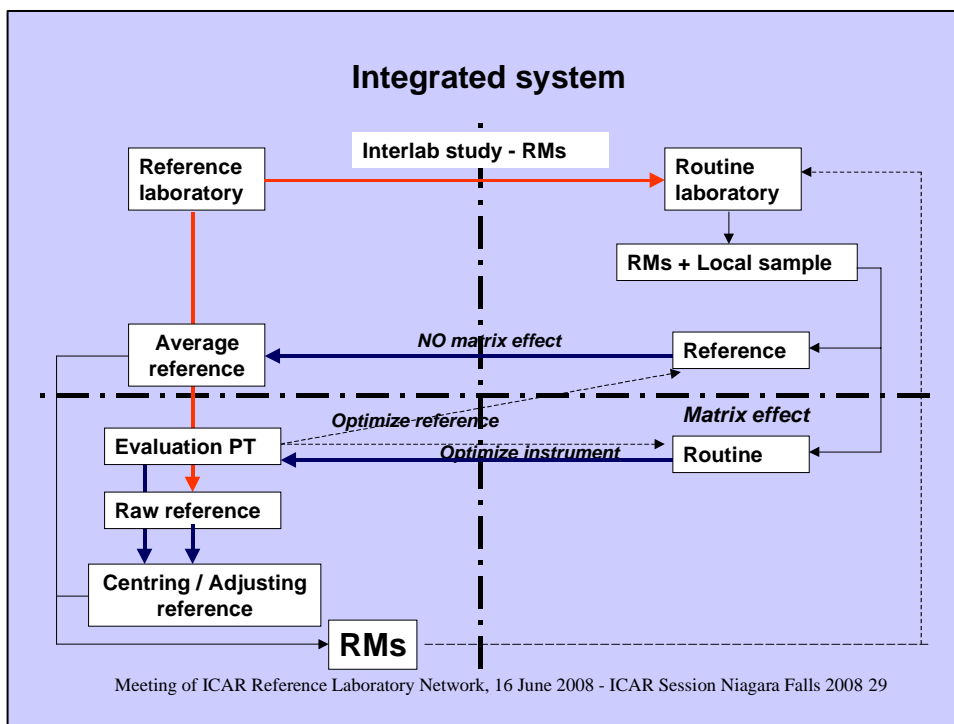 Integrated system
Interlab study - RMs
Reference
laboratory
Routine
laboratory
RMs + Local sample
Average
reference
NO matrix effect
Reference
Optimize reference
Matrix effect
Evaluation PT
Optimize instrument
Routine
Raw reference
Centring / Adjusting
reference
RMs
Meeting of ICAR Reference Laboratory Network, 16 June 2008 - ICAR Session Niagara Falls 2008 29